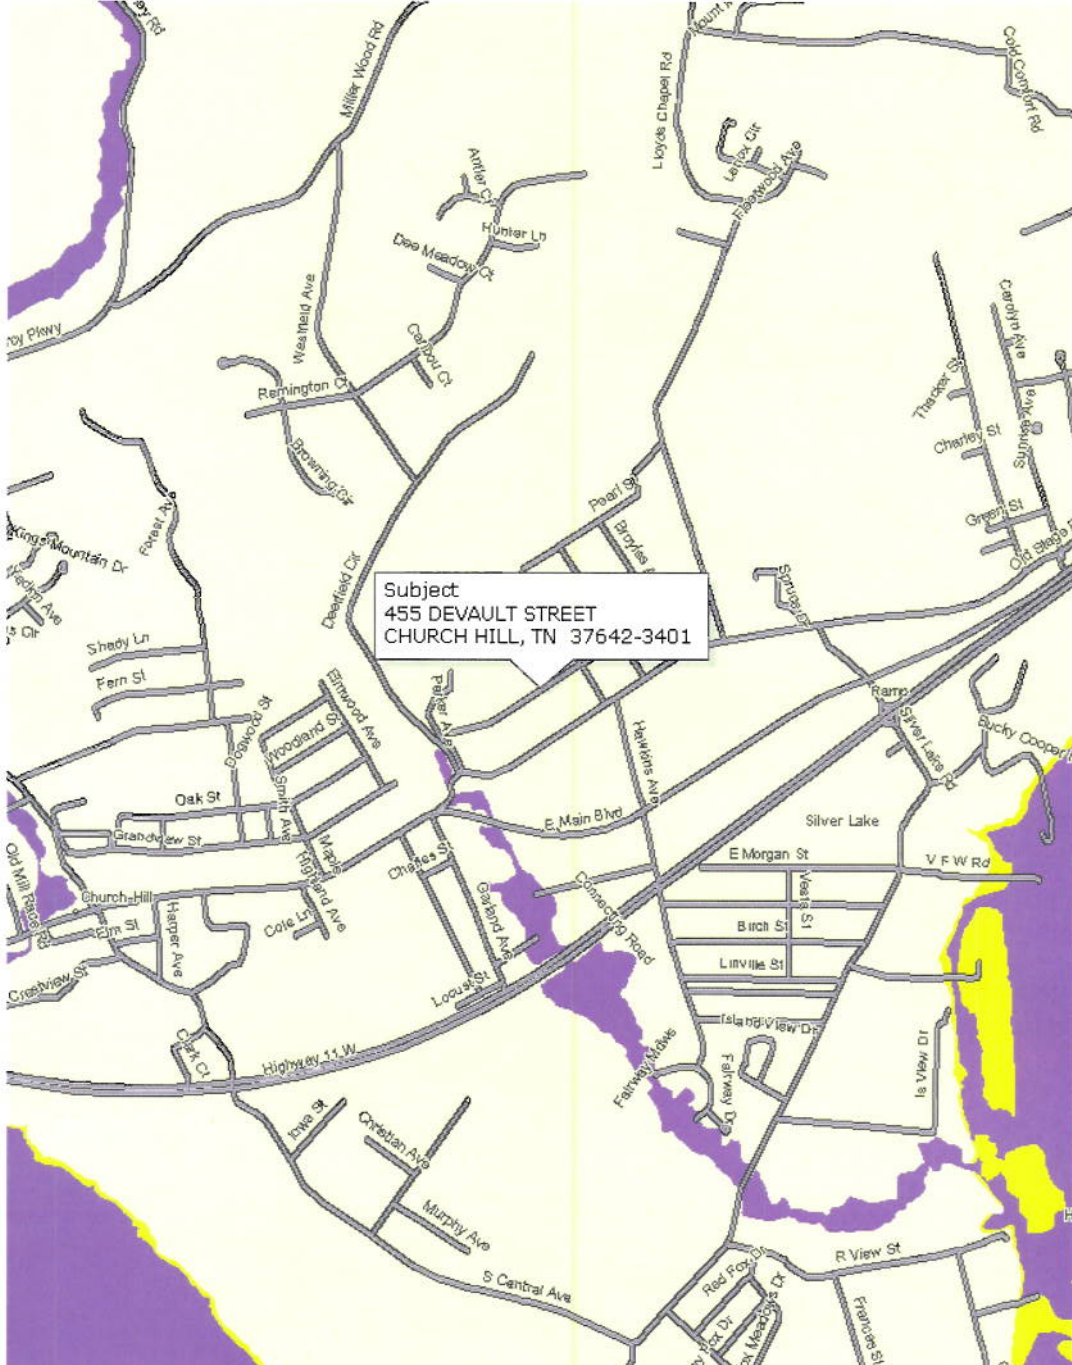 Miller Wood Rd
Lloyds Chapel Rd
Cold Comfort Rd
Antler Ct
Lenox Cir
Fleetwood Ave
Hunter Ln
Dee Meadow Ct
Westfield Ave
Caribou Ct
Carolyn Ave
Remington Ct
Thacker St
Browning Cir
Charley St
Sunrise Ave
Pearl St
Forest Av
Green St
Kings Mountain Dr
Broyles
Old Stage
Deerfield Cir
Spruce Dr
Subject
455 DEVAULT STREET
CHURCH HILL, TN 37642-3401
Shady Ln
Fern St
Parker Ave
Elmwood Ave
Dogwood St
Woodland St
Ramp
Silver Lake Rd
Bucky Cooper
Hawkins Ave
Smith Ave
Oak St
E Main Blvd
Silver Lake
Grandview St
Maple
Charles St
E Morgan St
V F W Rd
Old Mill Race Rd
Highland Ave
Church-Hill
Connecting Road
Vesta St
Garland Ave
Elm St
Harper Ave
Cole Ln
Birch St
Linville St
Crestview St
Locust St
Island View Dr
Clark Ct
Highway 11 W
Fairway Mdws
Fairway Dr
Is View Dr
Iowa St
Christian Ave
Murphy Ave
R View St
S Central Ave
Red Fox Dr
Fox Dr
ox Meadows Dr
Frances St